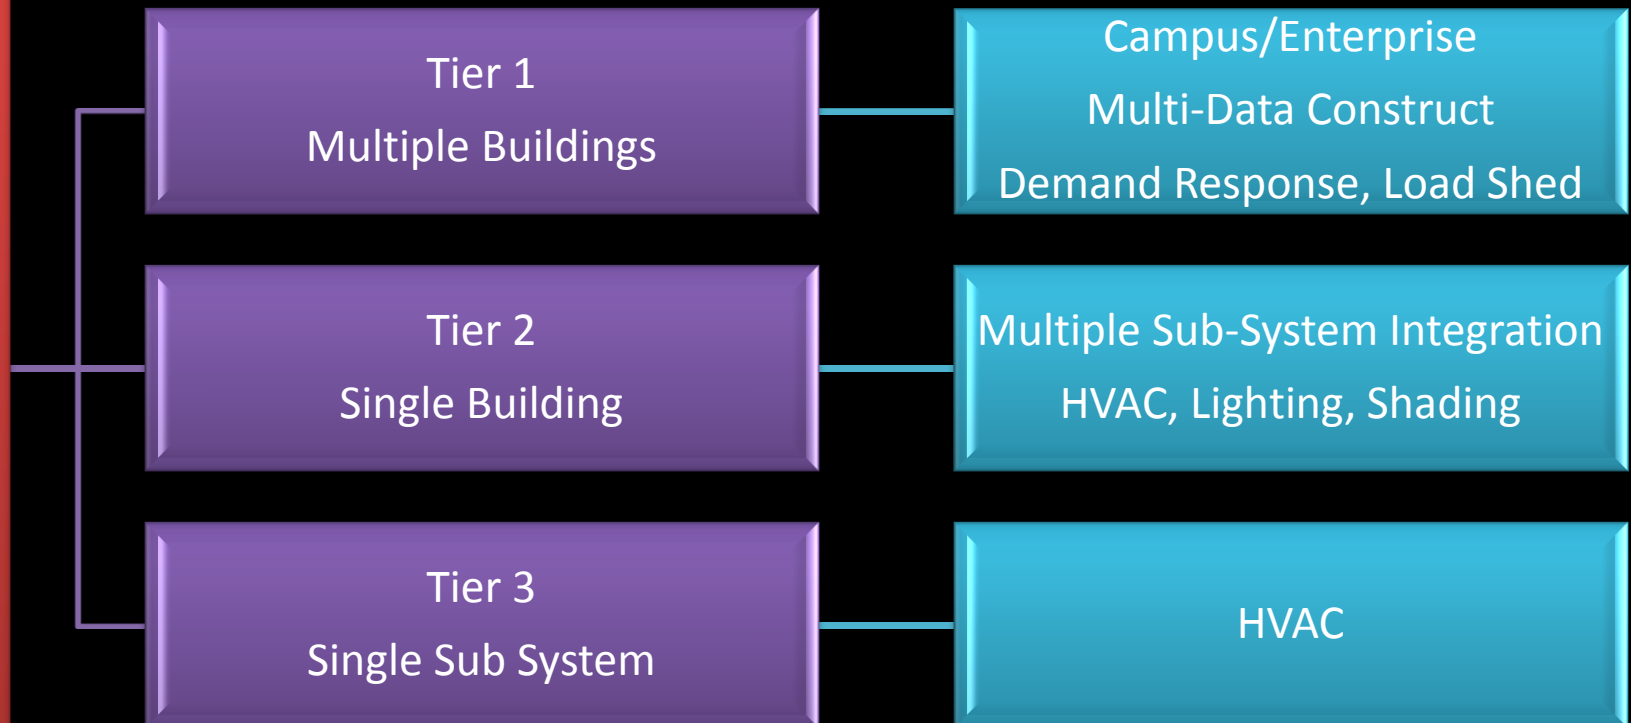 Tier 1
Multiple Buildings
Campus/Enterprise
Multi-Data Construct
Demand Response, Load Shed
Tier 2
Single Building
Multiple Sub-System Integration
HVAC, Lighting, Shading
Tier 3
Single Sub System
HVAC